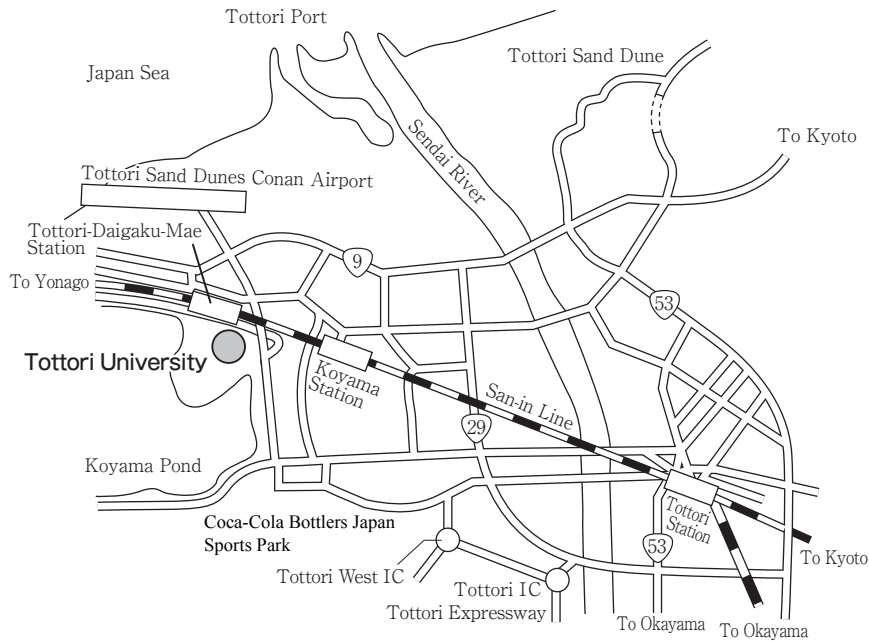 Tottori Port
Japan Sea
Tottori Sand Dune
Sendai River
To Kyoto
Tottori Sand Dunes Conan Airport
Tottori-Daigaku-Mae
Station
9
To Yonago
53
Tottori University
Koyama
Station
San-in Line
29
Koyama Pond
Tottori
Station
Coca-Cola Bottlers Japan
Sports Park
53
To Kyoto
Tottori West IC
Tottori IC
Tottori Expressway
To Okayama
To Okayama